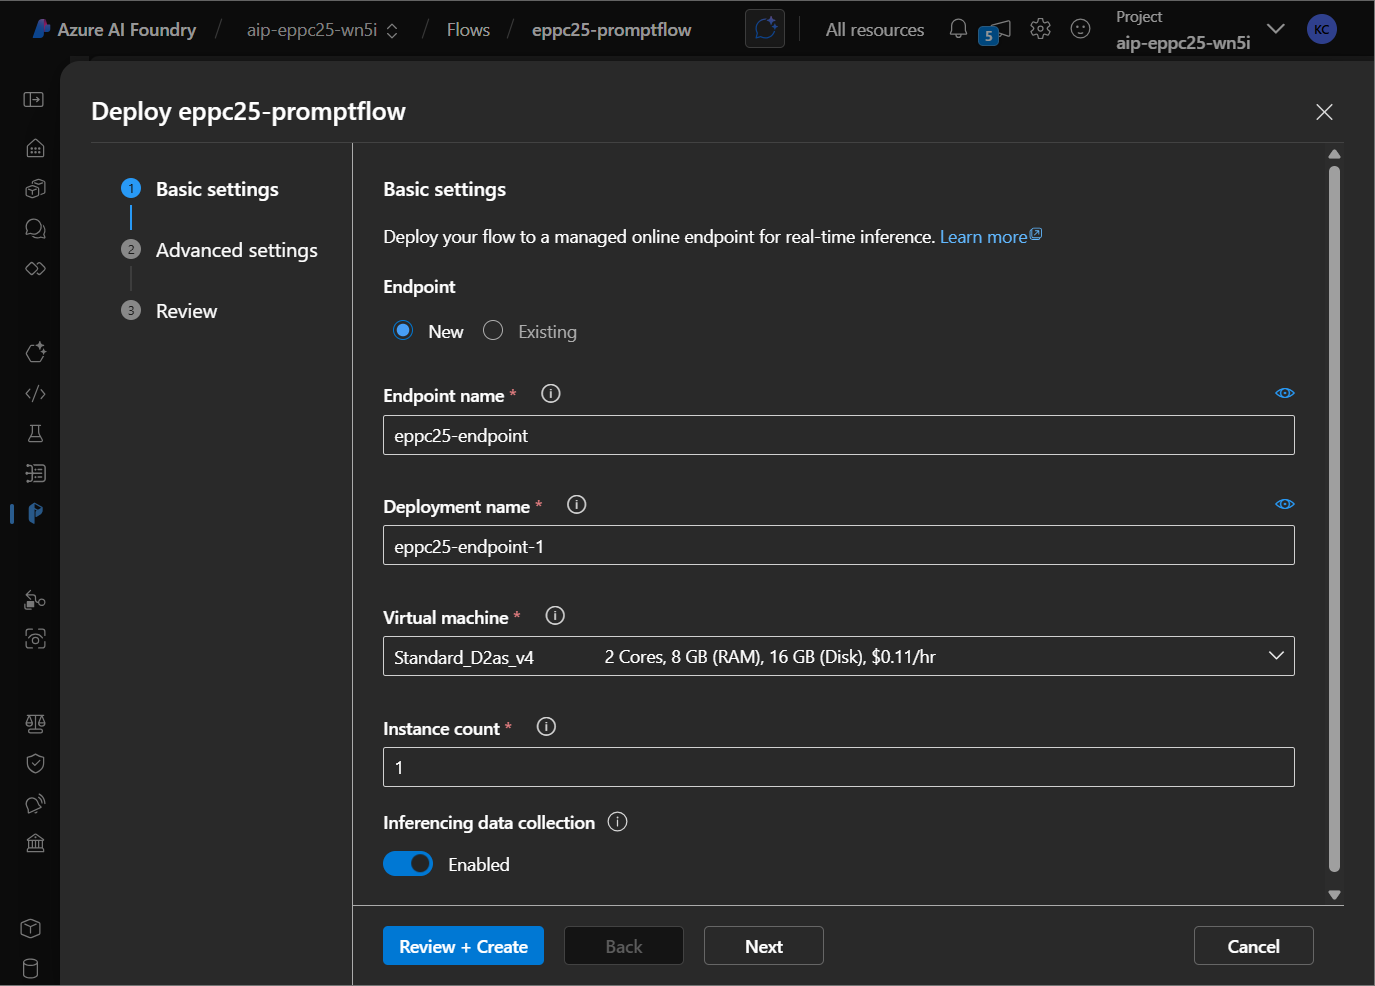 Azure AI Foundry / aip-eppc25-wn5i / Flows / eppc25-promptflow
All resources
5
Project
aip-eppc25-wn5i
KC
Deploy eppc25-promptflow
1 Basic settings
2 Advanced settings
3 Review
Basic settings
Deploy your flow to a managed online endpoint for real-time inference. Learn more
Endpoint
New Existing
Endpoint name *
eppc25-endpoint
Deployment name *
eppc25-endpoint-1
Virtual machine *
Standard_D2as_v4 2 Cores, 8 GB (RAM), 16 GB (Disk), $0.11/hr
Instance count *
1
Inferencing data collection
Enabled
Review + Create Back Next Cancel